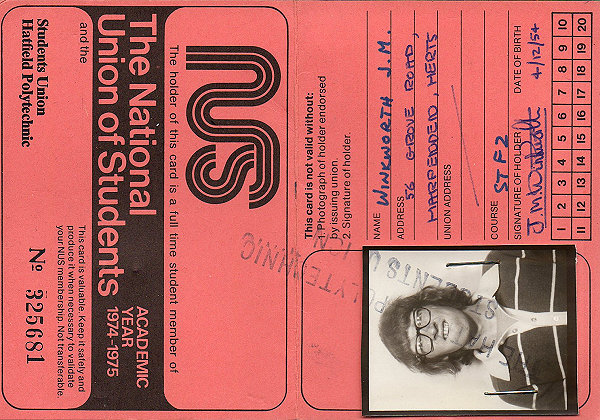 NUS
The holder of this card is a full time student member of
The National
Union of Students
and the
Students Union
Hatfield Polytechnic
ACADEMIC
YEAR
1974-1975
This card is valuable. Keep it safely and
produce it when necessary to validate
your NUS membership. Not transferable.
No 325681
This card is not valid without:
1 Photograph of holder endorsed
by issuing union.
2. Signature of holder.
NAME WINKWORTH J.M.
ADDRESS 56 GROVE ROAD,
HARPENDEN, HERTS
UNION ADDRESS
COURSE STF2
SIGNATURE OF HOLDER DATE OF BIRTH
J.M. Winkworth 4/12/54
1 2 3 4 5 6 7 8 9 10
11 12 13 14 15 16 17 18 19 20
POLYTECHNIC
STUDENTS U